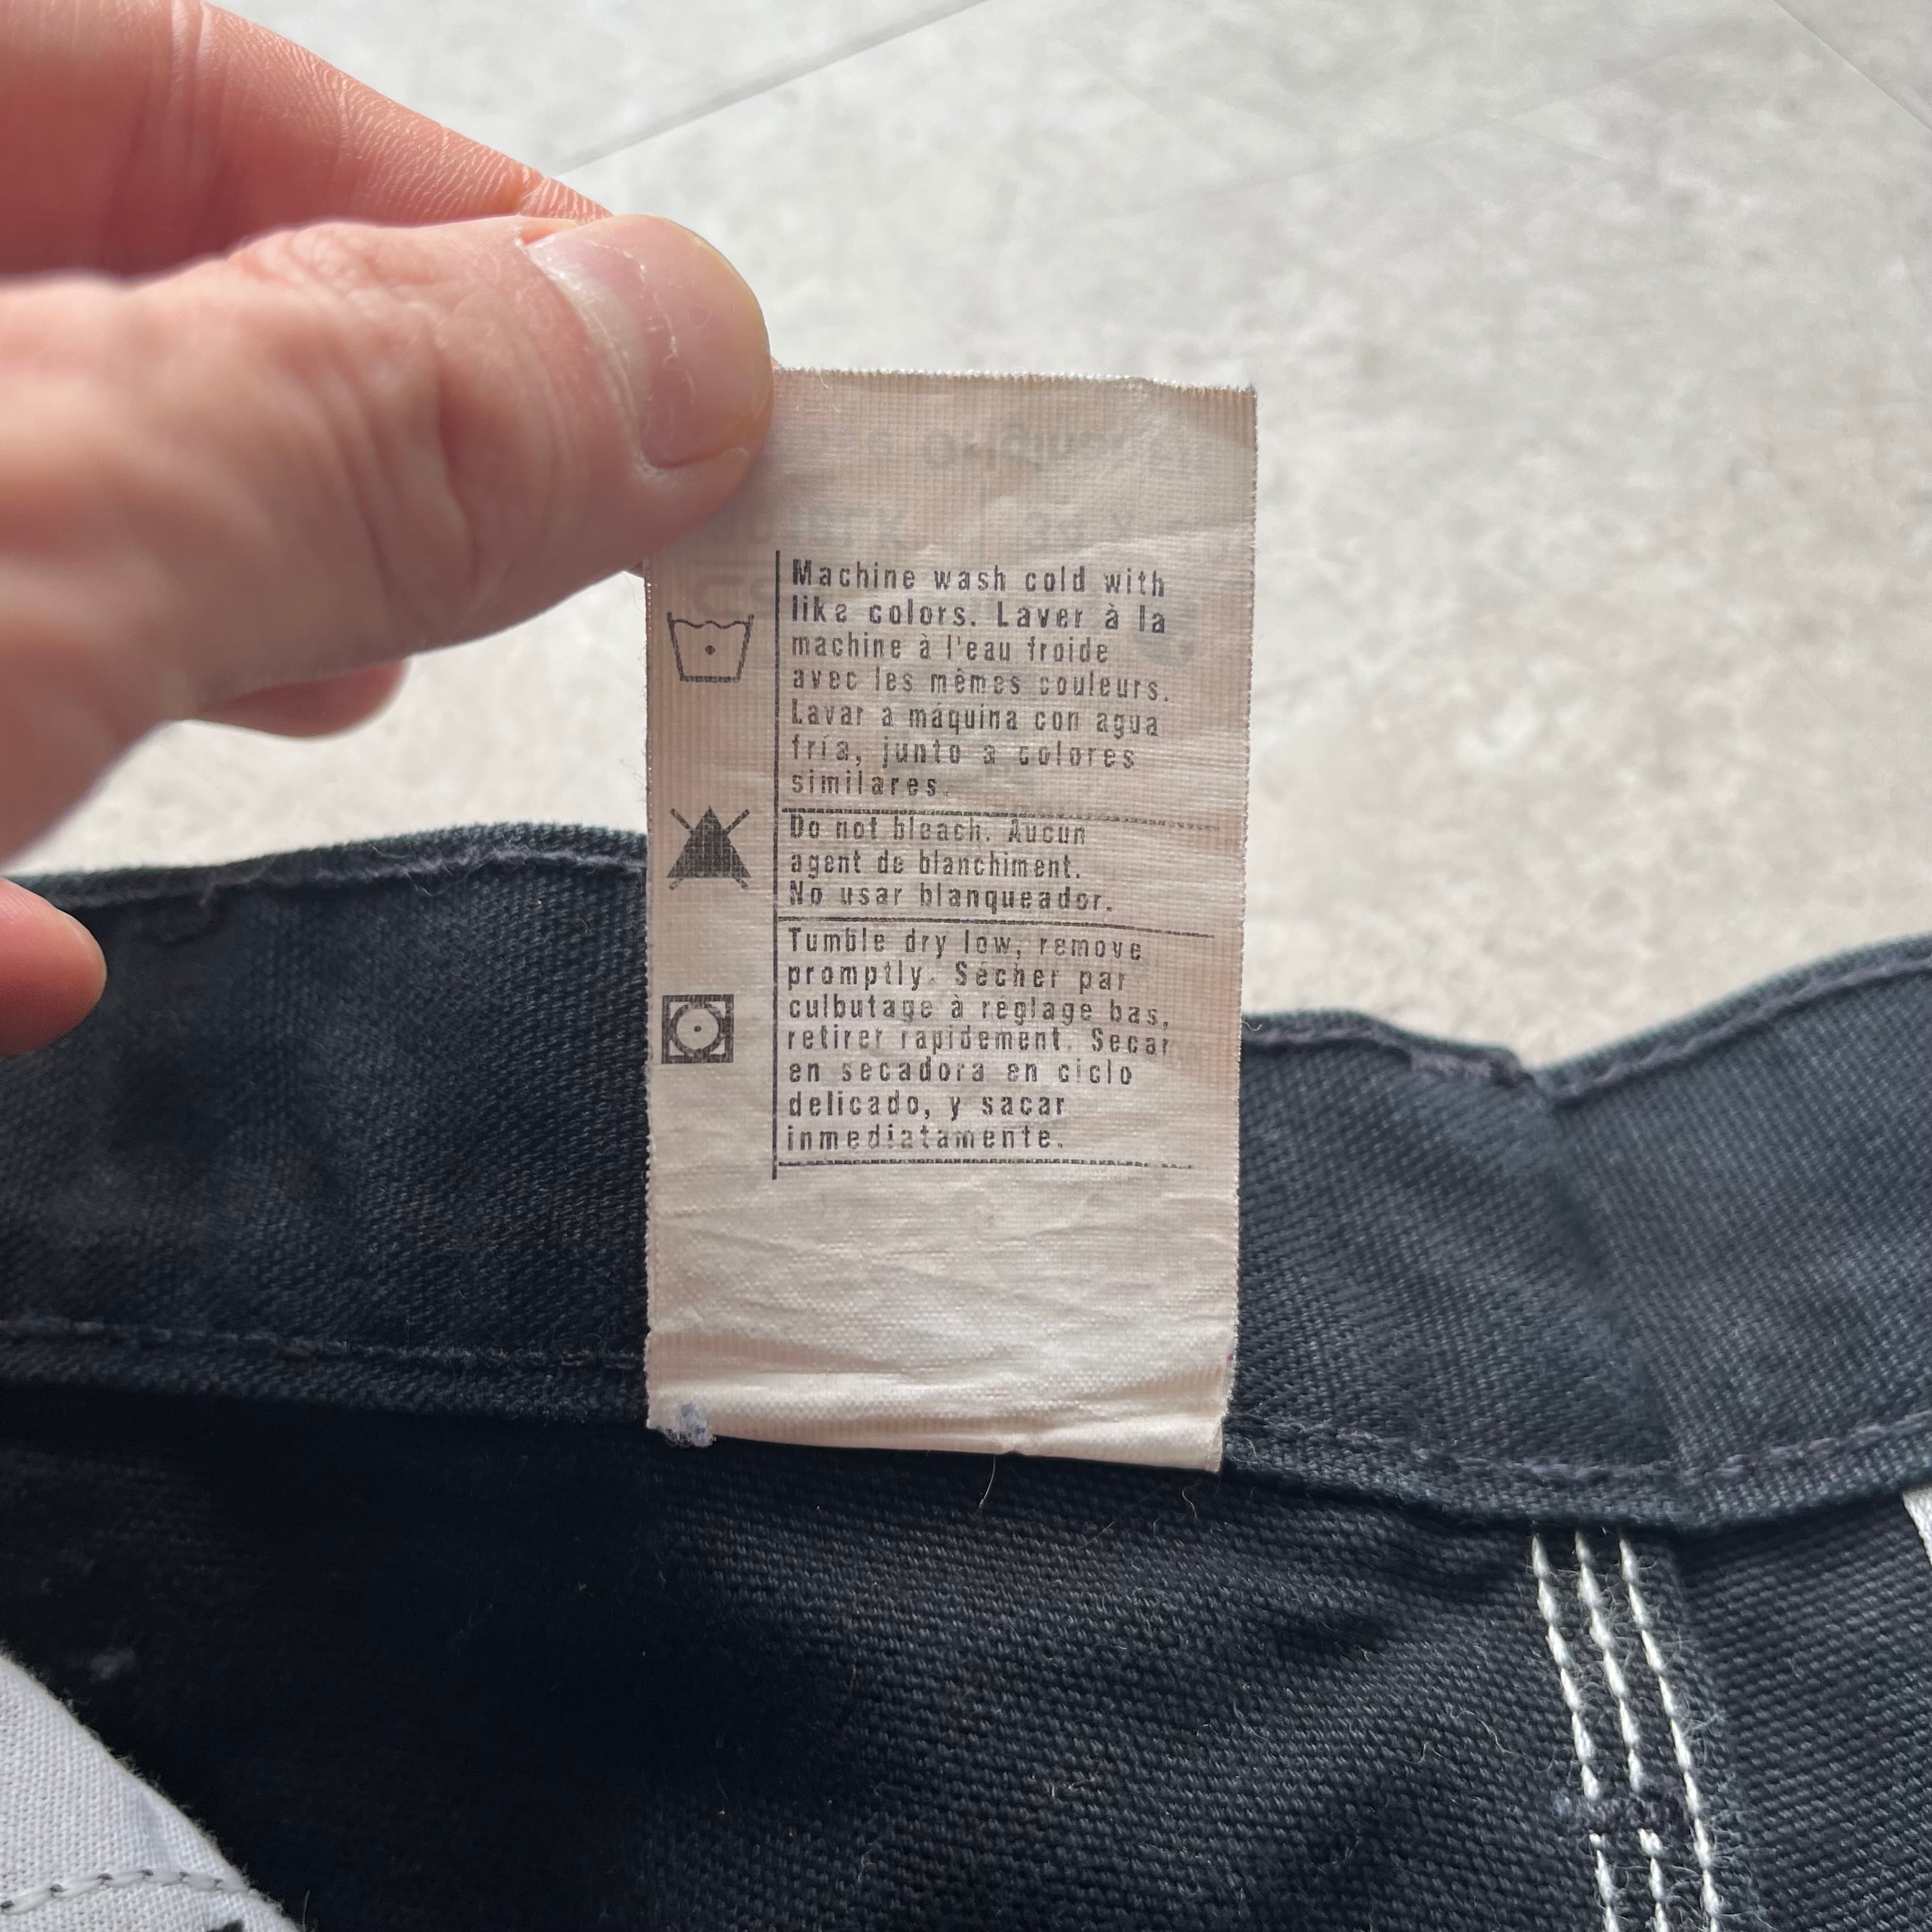 Machine wash cold with
like colors. Laver à la
machine à l'eau froide
avec les mêmes couleurs.
Lavar a máquina con agua
fría, junto a colores
similares.
Do not bleach. Aucun
agent de blanchiment.
No usar blanqueador.
Tumble dry low, remove
promptly. Sécher par
culbutage à réglage bas,
retirer rapidement. Secar
en secadora en ciclo
delicado, y sacar
inmediatamente.